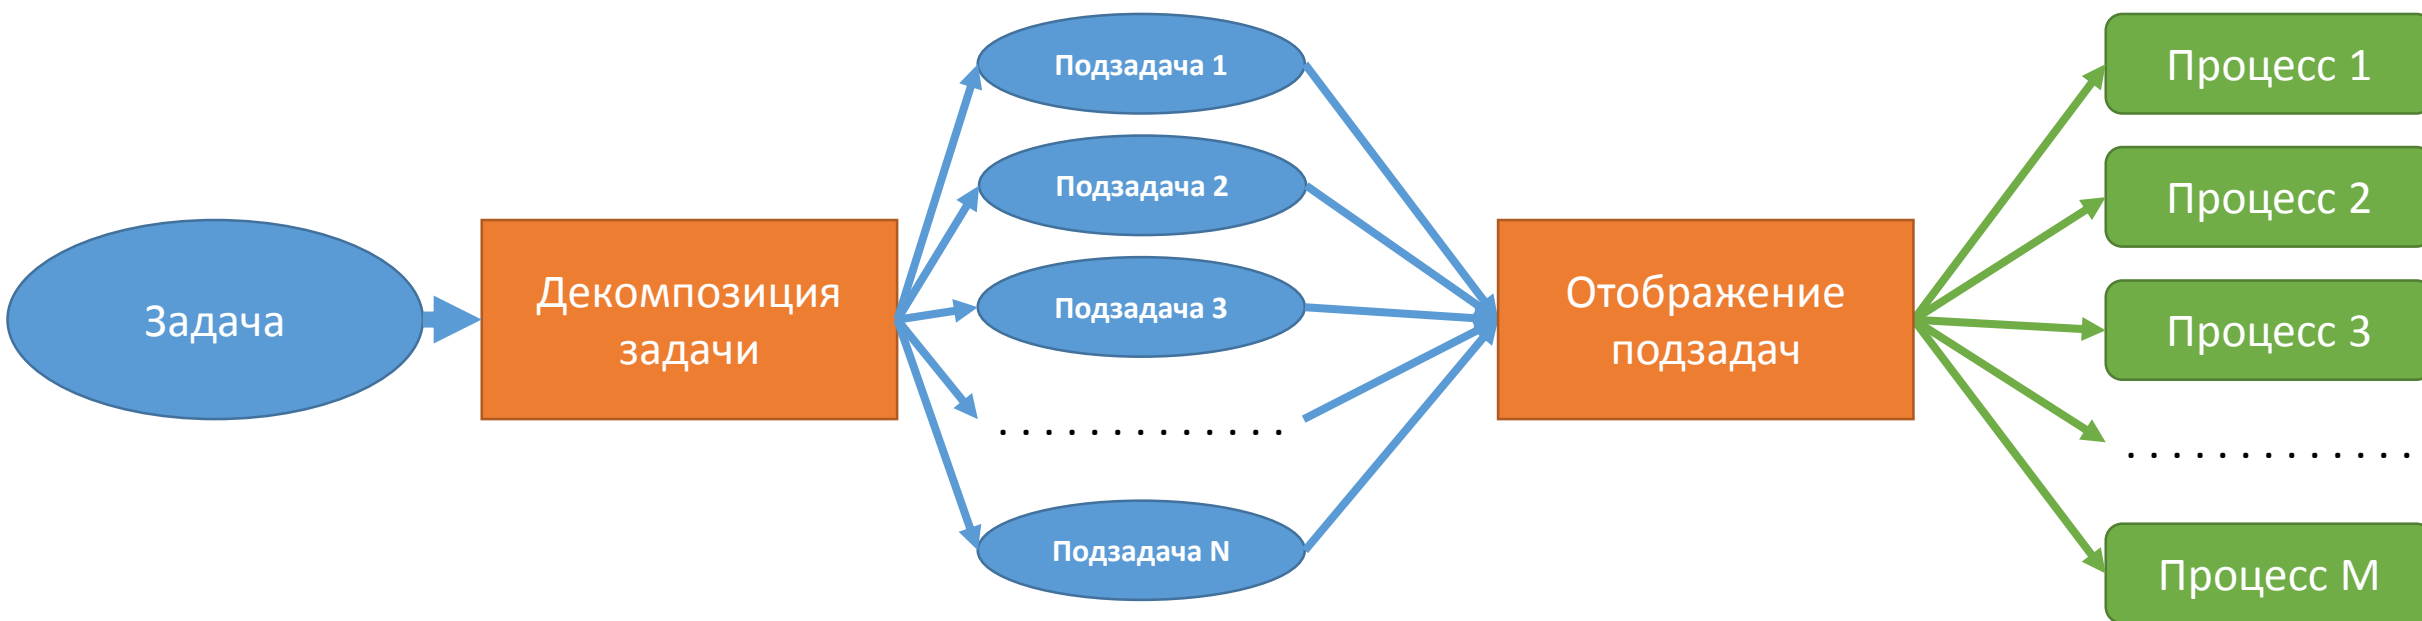 Задача
Декомпозиция
задачи
Подзадача 1
Подзадача 2
Подзадача 3
. . . . . . . . . . . . .
Подзадача N
Отображение
подзадач
Процесс 1
Процесс 2
Процесс 3
. . . . . . . . . . . . .
Процесс M